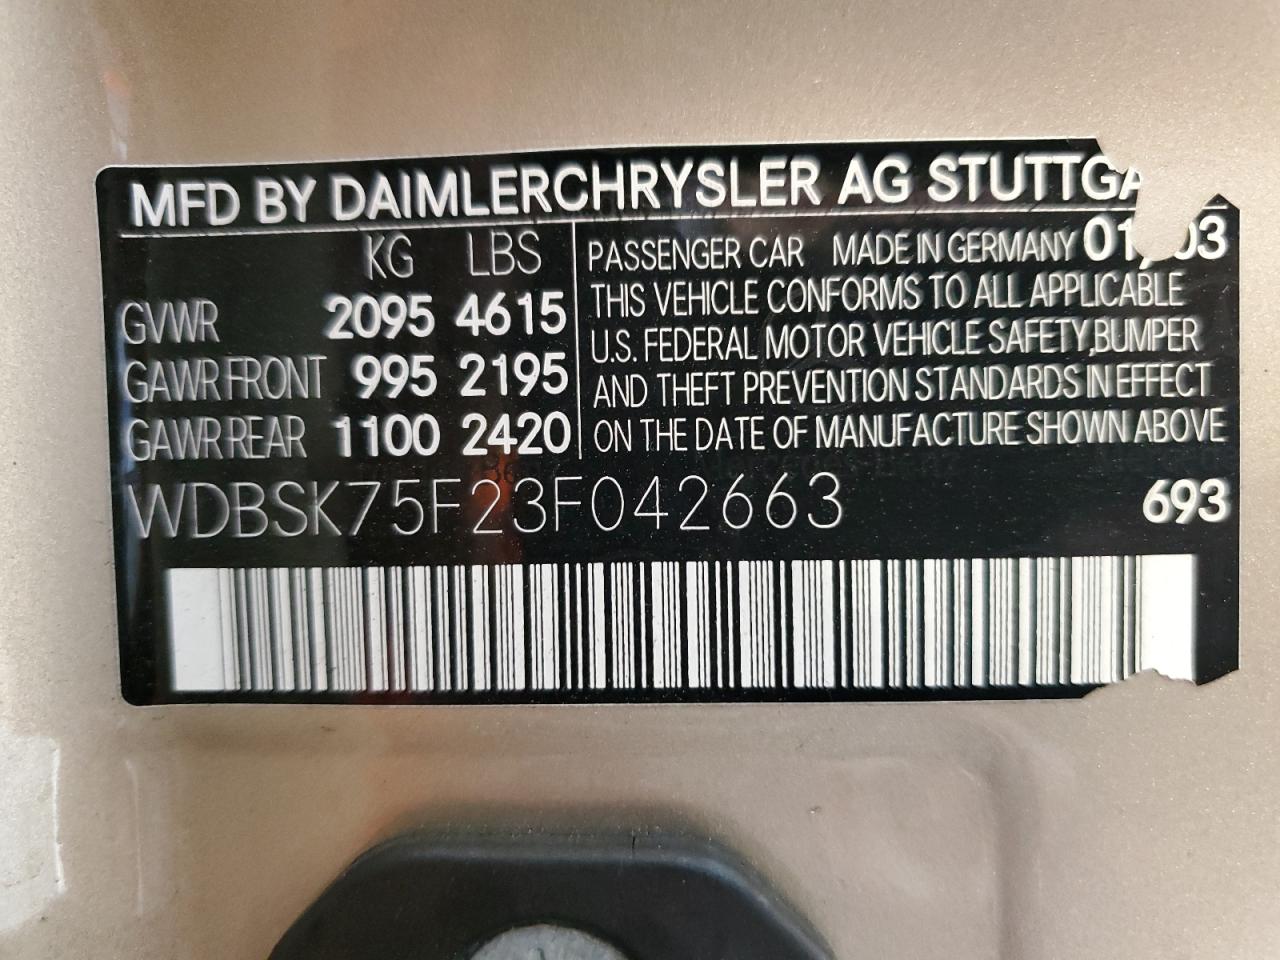 MFD BY DAIMLERCHRYSLER AG STUTTGA
KG LBS
GVWR 2095 4615
GAWR FRONT 995 2195
GAWR REAR 1100 2420
PASSENGER CAR MADE IN GERMANY 01/03
THIS VEHICLE CONFORMS TO ALL APPLICABLE
U.S. FEDERAL MOTOR VEHICLE SAFETY,BUMPER
AND THEFT PREVENTION STANDARDS IN EFFECT
ON THE DATE OF MANUFACTURE SHOWN ABOVE
WDBSK75F23F042663 693